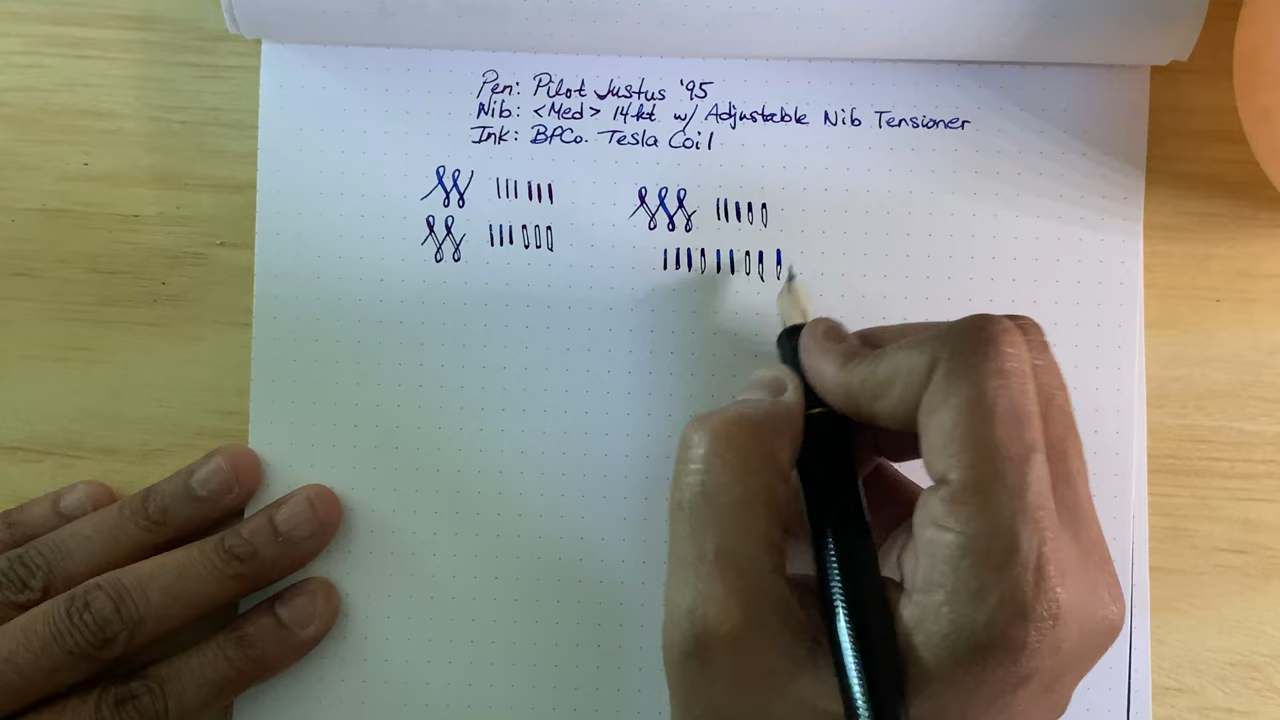 Pen: Pilot Justus '95
Nib: <Med> 14kt w/ Adjustable Nib Tensioner
Ink: BPCo. Tesla Coil